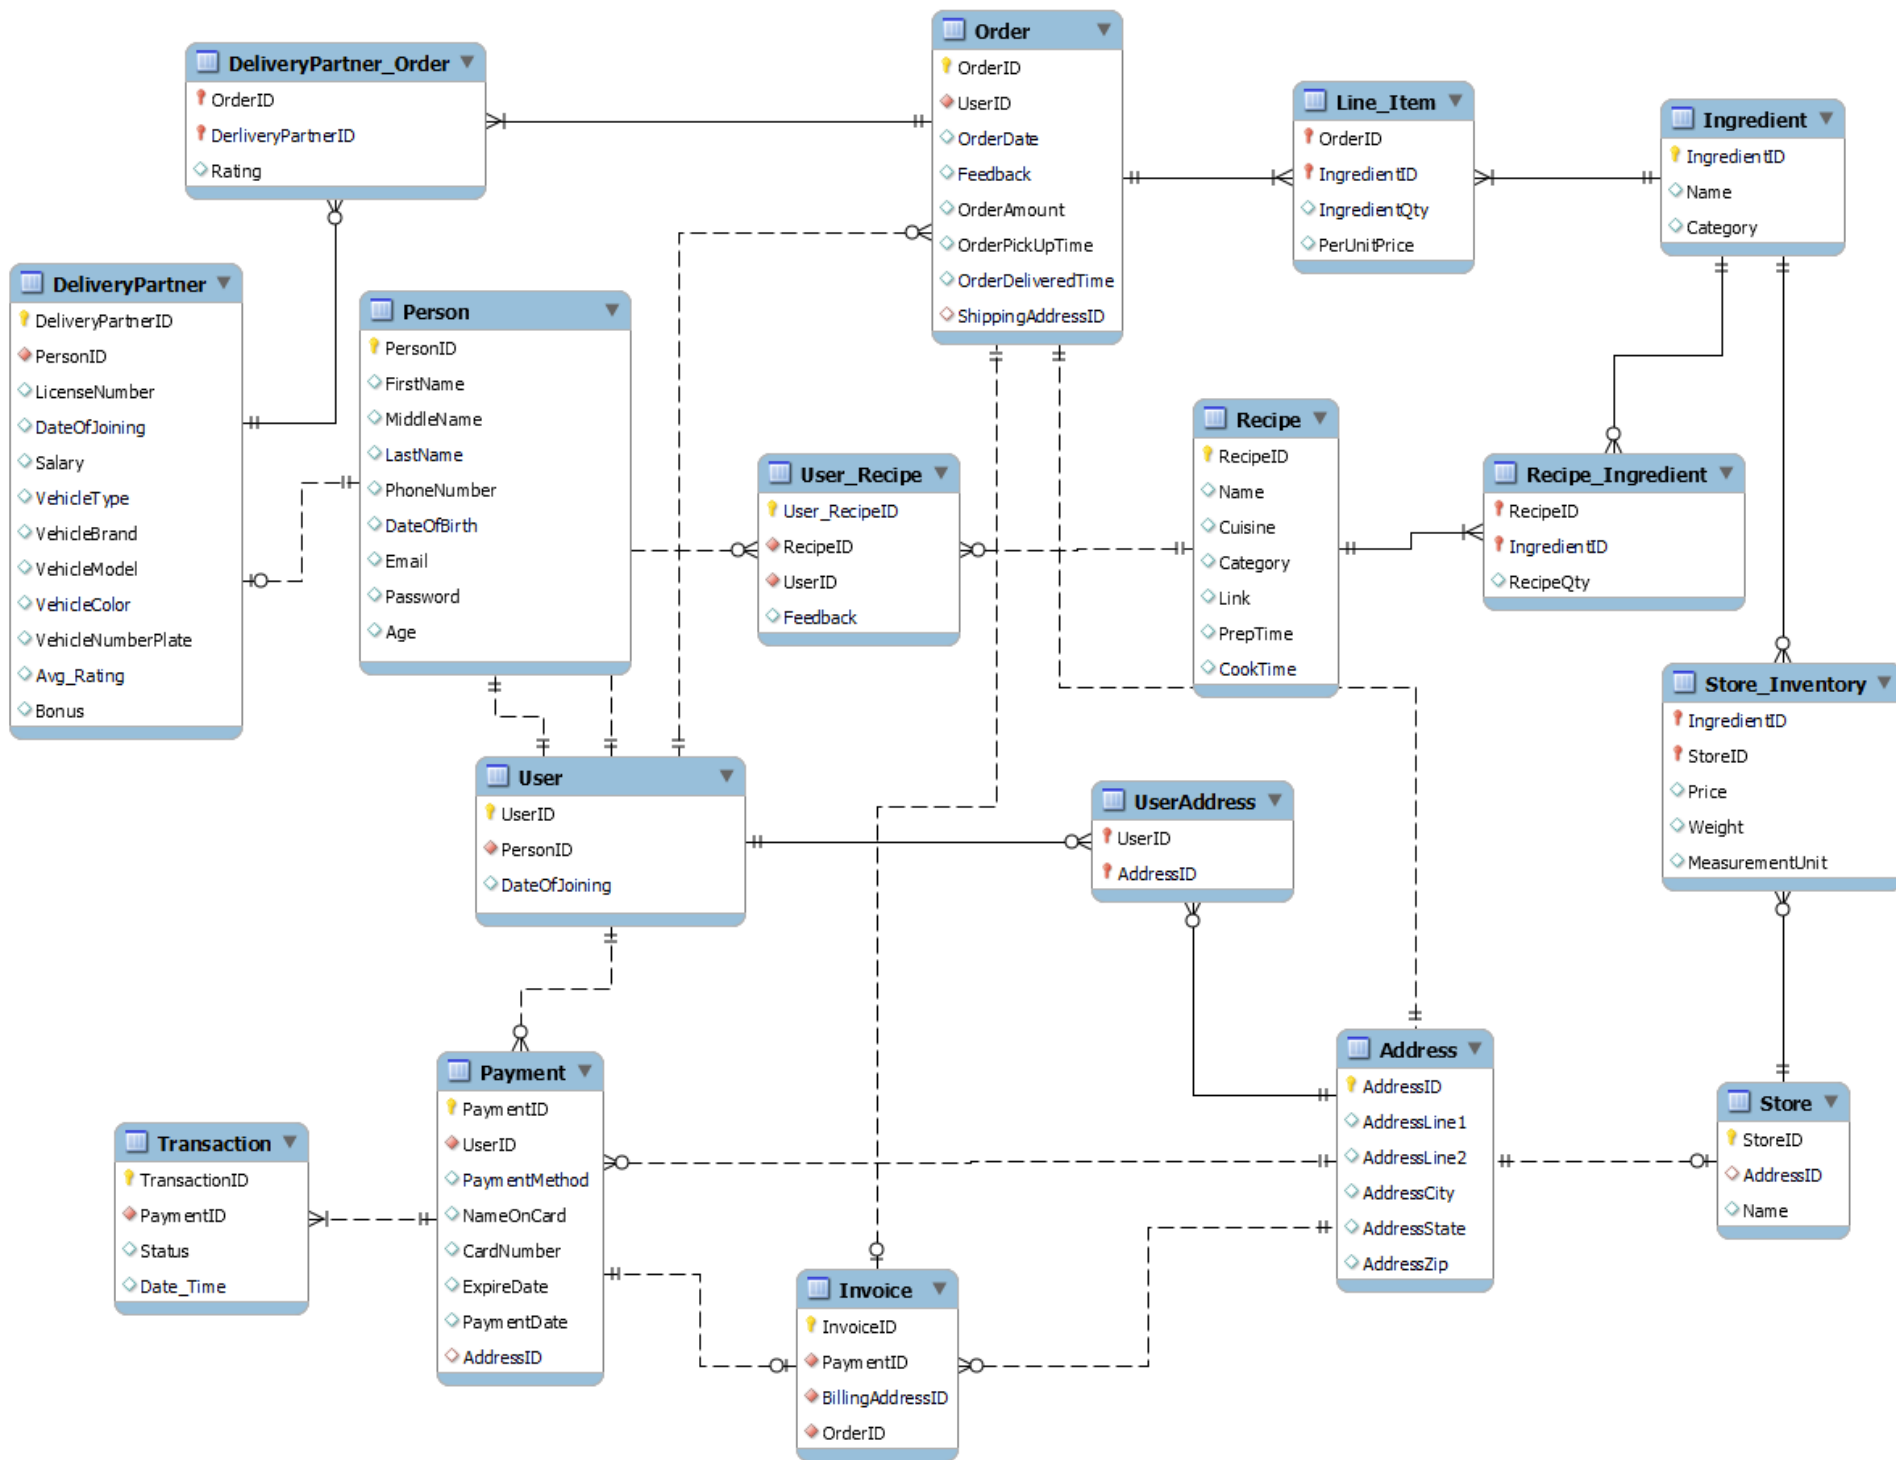 DeliveryPartner_Order
OrderID
DerliveryPartnerID
Rating
Order
OrderID
UserID
OrderDate
Feedback
OrderAmount
OrderPickUpTime
OrderDeliveredTime
ShippingAddressID
Line_Item
OrderID
IngredientID
IngredientQty
PerUnitPrice
Ingredient
IngredientID
Name
Category
DeliveryPartner
DeliveryPartnerID
PersonID
LicenseNumber
DateOfJoining
Salary
VehicleType
VehicleBrand
VehicleModel
VehicleColor
VehicleNumberPlate
Avg_Rating
Bonus
Person
PersonID
FirstName
MiddleName
LastName
PhoneNumber
DateOfBirth
Email
Password
Age
User_Recipe
User_RecipeID
RecipeID
UserID
Feedback
Recipe
RecipeID
Name
Cuisine
Category
Link
PrepTime
CookTime
Recipe_Ingredient
RecipeID
IngredientID
RecipeQty
Store_Inventory
IngredientID
StoreID
Price
Weight
MeasurementUnit
User
UserID
PersonID
DateOfJoining
UserAddress
UserID
AddressID
Payment
PaymentID
UserID
PaymentMethod
NameOnCard
CardNumber
ExpireDate
PaymentDate
AddressID
Address
AddressID
AddressLine1
AddressLine2
AddressCity
AddressState
AddressZip
Store
StoreID
AddressID
Name
Transaction
TransactionID
PaymentID
Status
Date_Time
Invoice
InvoiceID
PaymentID
BillingAddressID
OrderID